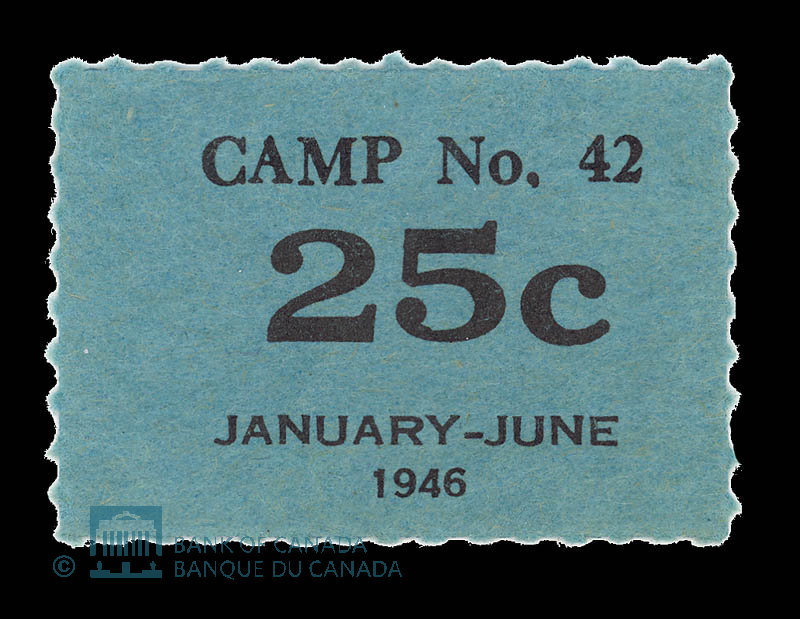 CAMP No. 42
25c
JANUARY-JUNE
1946
BANK OF CANADA
© BANQUE DU CANADA